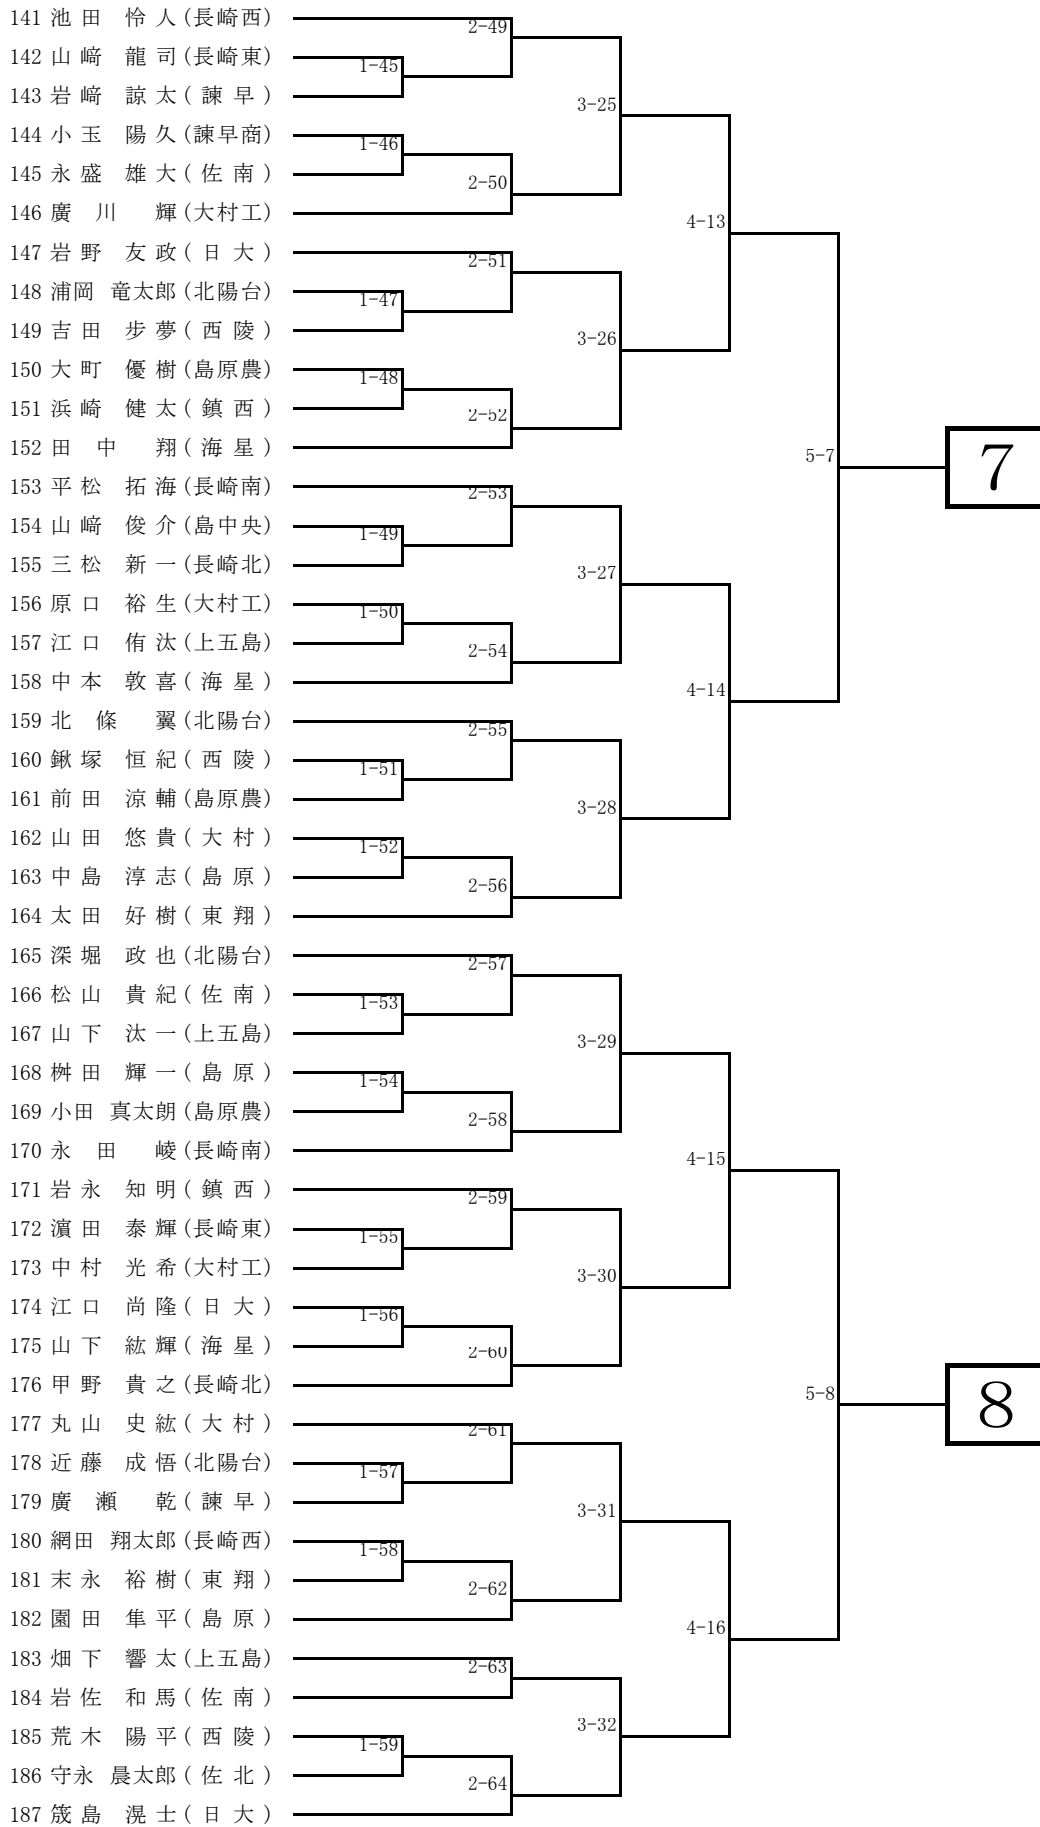 141 池田 怜人(長崎西)
2-49
142 山﨑 龍司(長崎東)
1-45
143 岩﨑 諒太(諫早)
3-25
144 小玉 陽久(諫早商)
1-46
145 永盛 雄大(佐南)
2-50
146 廣川 輝(大村工)
4-13
147 岩野 友政(日大)
2-51
148 浦岡 竜太郎(北陽台)
1-47
149 吉田 歩夢(西陵)
3-26
150 大町 優樹(島原農)
1-48
151 浜崎 健太(鎮西)
2-52
152 田中 翔(海星)
5-7
7
153 平松 拓海(長崎南)
2-53
154 山﨑 俊介(島中央)
1-49
155 三松 新一(長崎北)
3-27
156 原口 裕生(大村工)
1-50
157 江口 侑汰(上五島)
2-54
158 中本 敦喜(海星)
4-14
159 北條 翼(北陽台)
2-55
160 鍬塚 恒紀(西陵)
1-51
161 前田 涼輔(島原農)
3-28
162 山田 悠貴(大村)
1-52
163 中島 淳志(島原)
2-56
164 太田 好樹(東翔)
165 深堀 政也(北陽台)
2-57
166 松山 貴紀(佐南)
1-53
167 山下 汰一(上五島)
3-29
168 桝田 輝一(島原)
1-54
169 小田 真太朗(島原農)
2-58
170 永田 崚(長崎南)
4-15
171 岩永 知明(鎮西)
2-59
172 濵田 泰輝(長崎東)
1-55
173 中村 光希(大村工)
3-30
174 江口 尚隆(日大)
1-56
175 山下 紘輝(海星)
2-60
176 甲野 貴之(長崎北)
5-8
8
177 丸山 史紘(大村)
2-61
178 近藤 成悟(北陽台)
1-57
179 廣瀬 乾(諫早)
3-31
180 網田 翔太郎(長崎西)
1-58
181 末永 裕樹(東翔)
2-62
182 園田 隼平(島原)
4-16
183 畑下 響太(上五島)
2-63
184 岩佐 和馬(佐南)
3-32
185 荒木 陽平(西陵)
1-59
186 守永 晨太郎(佐北)
2-64
187 筬島 滉士(日大)